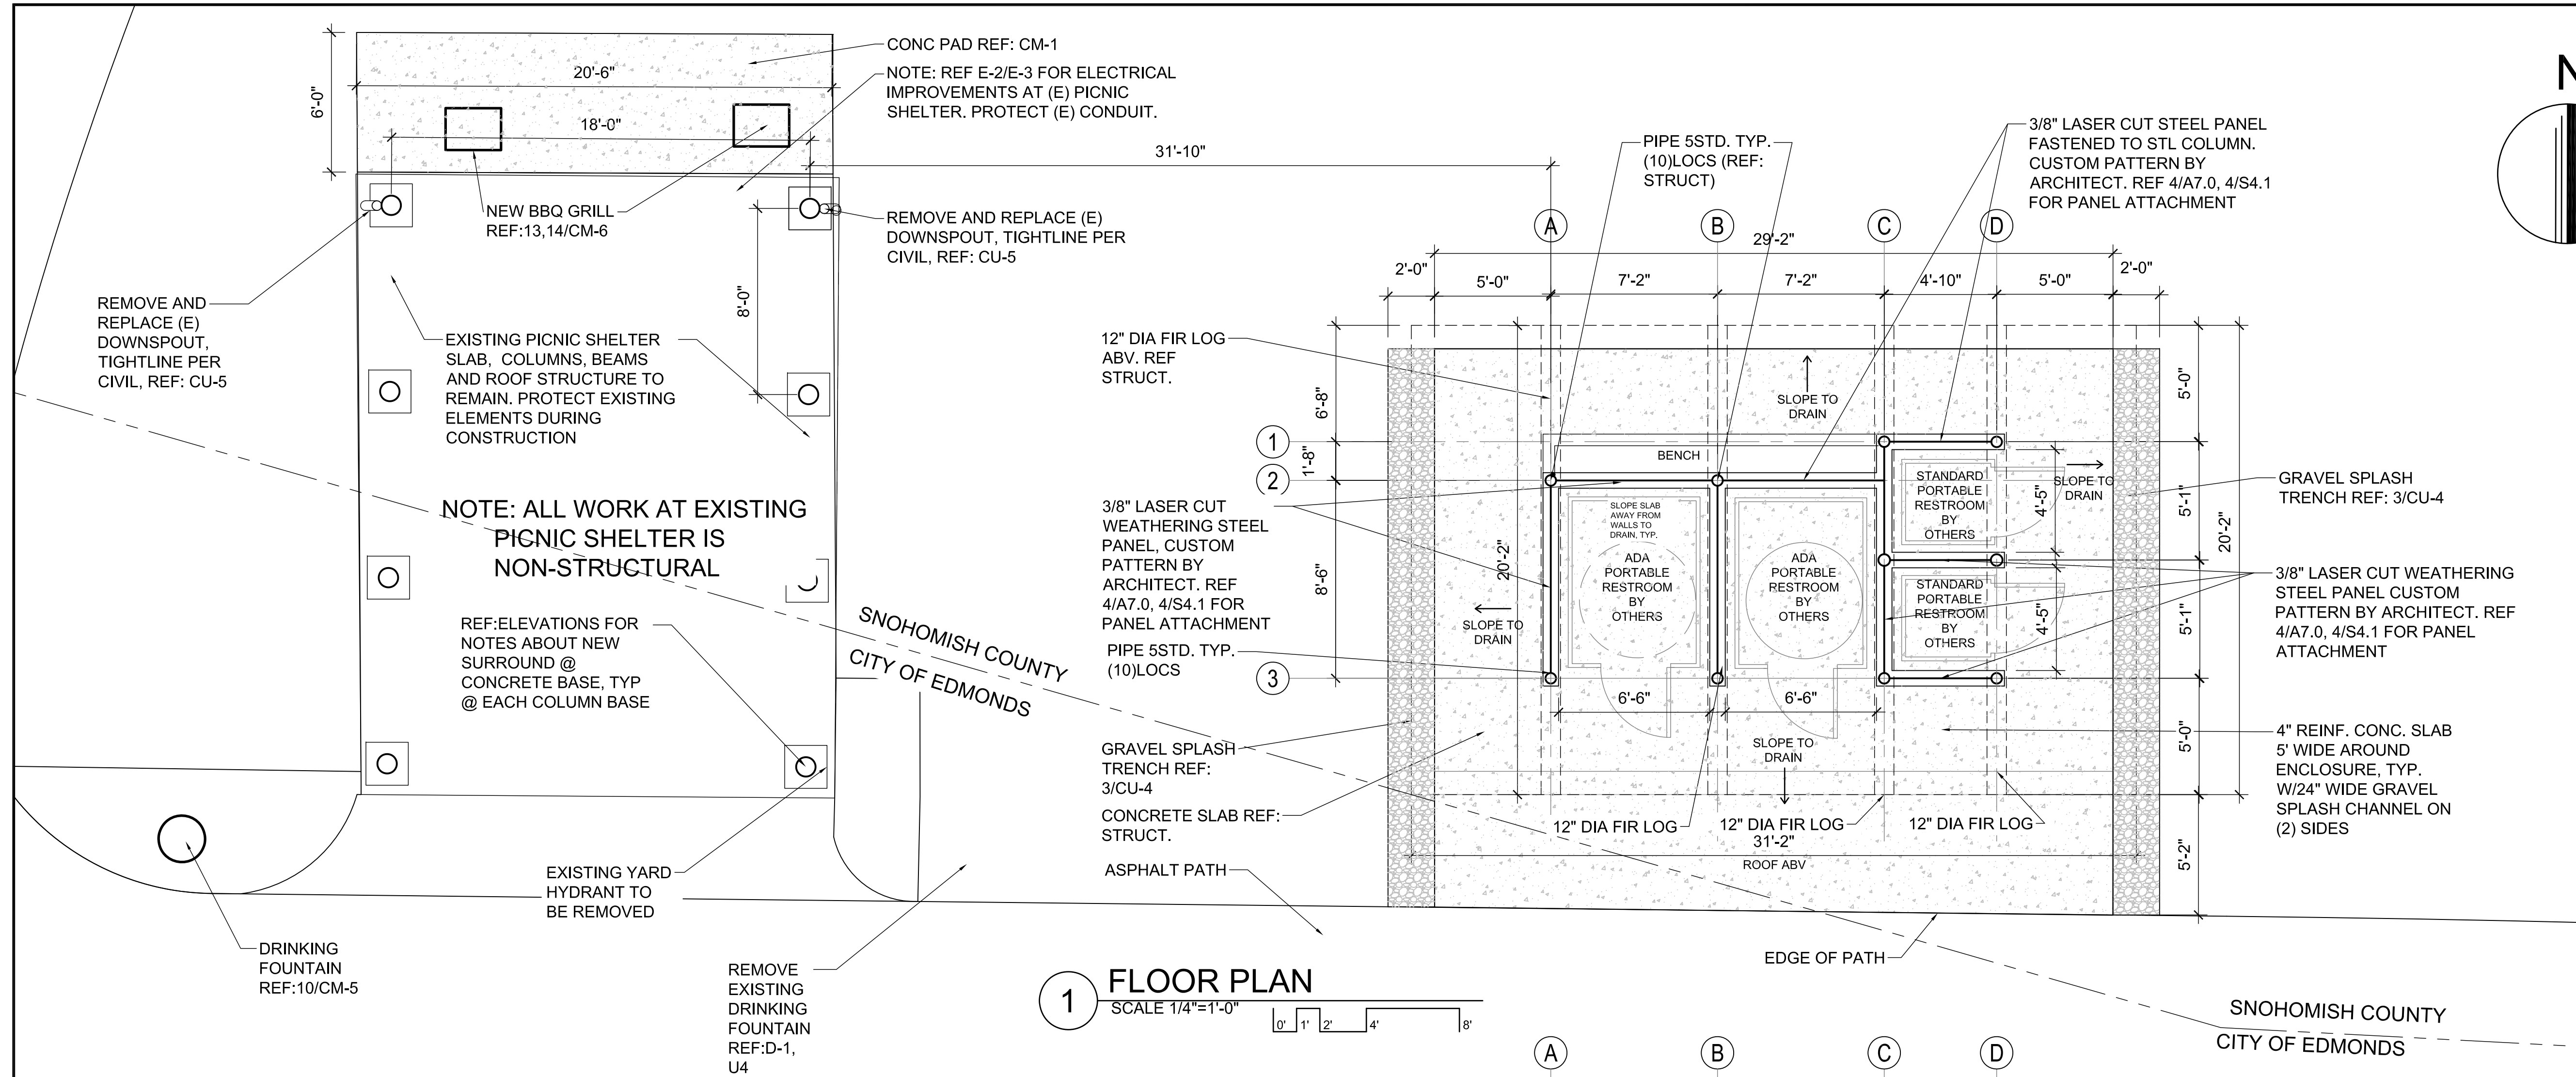 CONC PAD REF: CM-1
20'-6"
6'-0"
NOTE: REF E-2/E-3 FOR ELECTRICAL
IMPROVEMENTS AT (E) PICNIC
SHELTER. PROTECT (E) CONDUIT.
18'-0"
31'-10"
NEW BBQ GRILL
REF:13,14/CM-6
REMOVE AND REPLACE (E)
DOWNSPOUT, TIGHTLINE PER
CIVIL, REF: CU-5
8'-0"
REMOVE AND
REPLACE (E)
DOWNSPOUT,
TIGHTLINE PER
CIVIL, REF: CU-5
EXISTING PICNIC SHELTER
SLAB, COLUMNS, BEAMS
AND ROOF STRUCTURE TO
REMAIN. PROTECT EXISTING
ELEMENTS DURING
CONSTRUCTION
NOTE: ALL WORK AT EXISTING
PICNIC SHELTER IS
NON-STRUCTURAL
REF:ELEVATIONS FOR
NOTES ABOUT NEW
SURROUND @
CONCRETE BASE, TYP
@ EACH COLUMN BASE
SNOHOMISH COUNTY
CITY OF EDMONDS
EXISTING YARD
HYDRANT TO
BE REMOVED
DRINKING
FOUNTAIN
REF:10/CM-5
REMOVE
EXISTING
DRINKING
FOUNTAIN
REF:D-1,
U4
N
PIPE 5STD. TYP.
(10)LOCS (REF:
STRUCT)
3/8" LASER CUT STEEL PANEL
FASTENED TO STL COLUMN.
CUSTOM PATTERN BY
ARCHITECT. REF 4/A7.0, 4/S4.1
FOR PANEL ATTACHMENT
A
B
C
D
29'-2"
2'-0"
5'-0"
7'-2"
7'-2"
4'-10"
5'-0"
2'-0"
12" DIA FIR LOG
ABV. REF
STRUCT.
6'-8"
1'-8"
8'-6"
20'-2"
1
2
3
SLOPE TO
DRAIN
BENCH
3/8" LASER CUT
WEATHERING STEEL
PANEL, CUSTOM
PATTERN BY
ARCHITECT. REF
4/A7.0, 4/S4.1 FOR
PANEL ATTACHMENT
PIPE 5STD. TYP.
(10)LOCS
SLOPE TO
DRAIN
SLOPE SLAB
AWAY FROM
WALLS TO
DRAIN, TYP.
ADA
PORTABLE
RESTROOM
BY
OTHERS
ADA
PORTABLE
RESTROOM
BY
OTHERS
STANDARD
PORTABLE
RESTROOM
BY
OTHERS
STANDARD
PORTABLE
RESTROOM
BY
OTHERS
4'-5"
4'-5"
SLOPE TO
DRAIN
5'-0"
5'-1"
5'-1"
5'-0"
5'-2"
20'-2"
GRAVEL SPLASH
TRENCH REF: 3/CU-4
3/8" LASER CUT WEATHERING
STEEL PANEL CUSTOM
PATTERN BY ARCHITECT. REF
4/A7.0, 4/S4.1 FOR PANEL
ATTACHMENT
4" REINF. CONC. SLAB
5' WIDE AROUND
ENCLOSURE, TYP.
W/24" WIDE GRAVEL
SPLASH CHANNEL ON
(2) SIDES
6'-6"
6'-6"
SLOPE TO
DRAIN
GRAVEL SPLASH
TRENCH REF:
3/CU-4
CONCRETE SLAB REF:
STRUCT.
ASPHALT PATH
12" DIA FIR LOG
12" DIA FIR LOG
12" DIA FIR LOG
31'-2"
ROOF ABV
EDGE OF PATH
1
FLOOR PLAN
SCALE 1/4"=1'-0"
0' 1' 2' 4' 8'
SNOHOMISH COUNTY
CITY OF EDMONDS
A
B
C
D